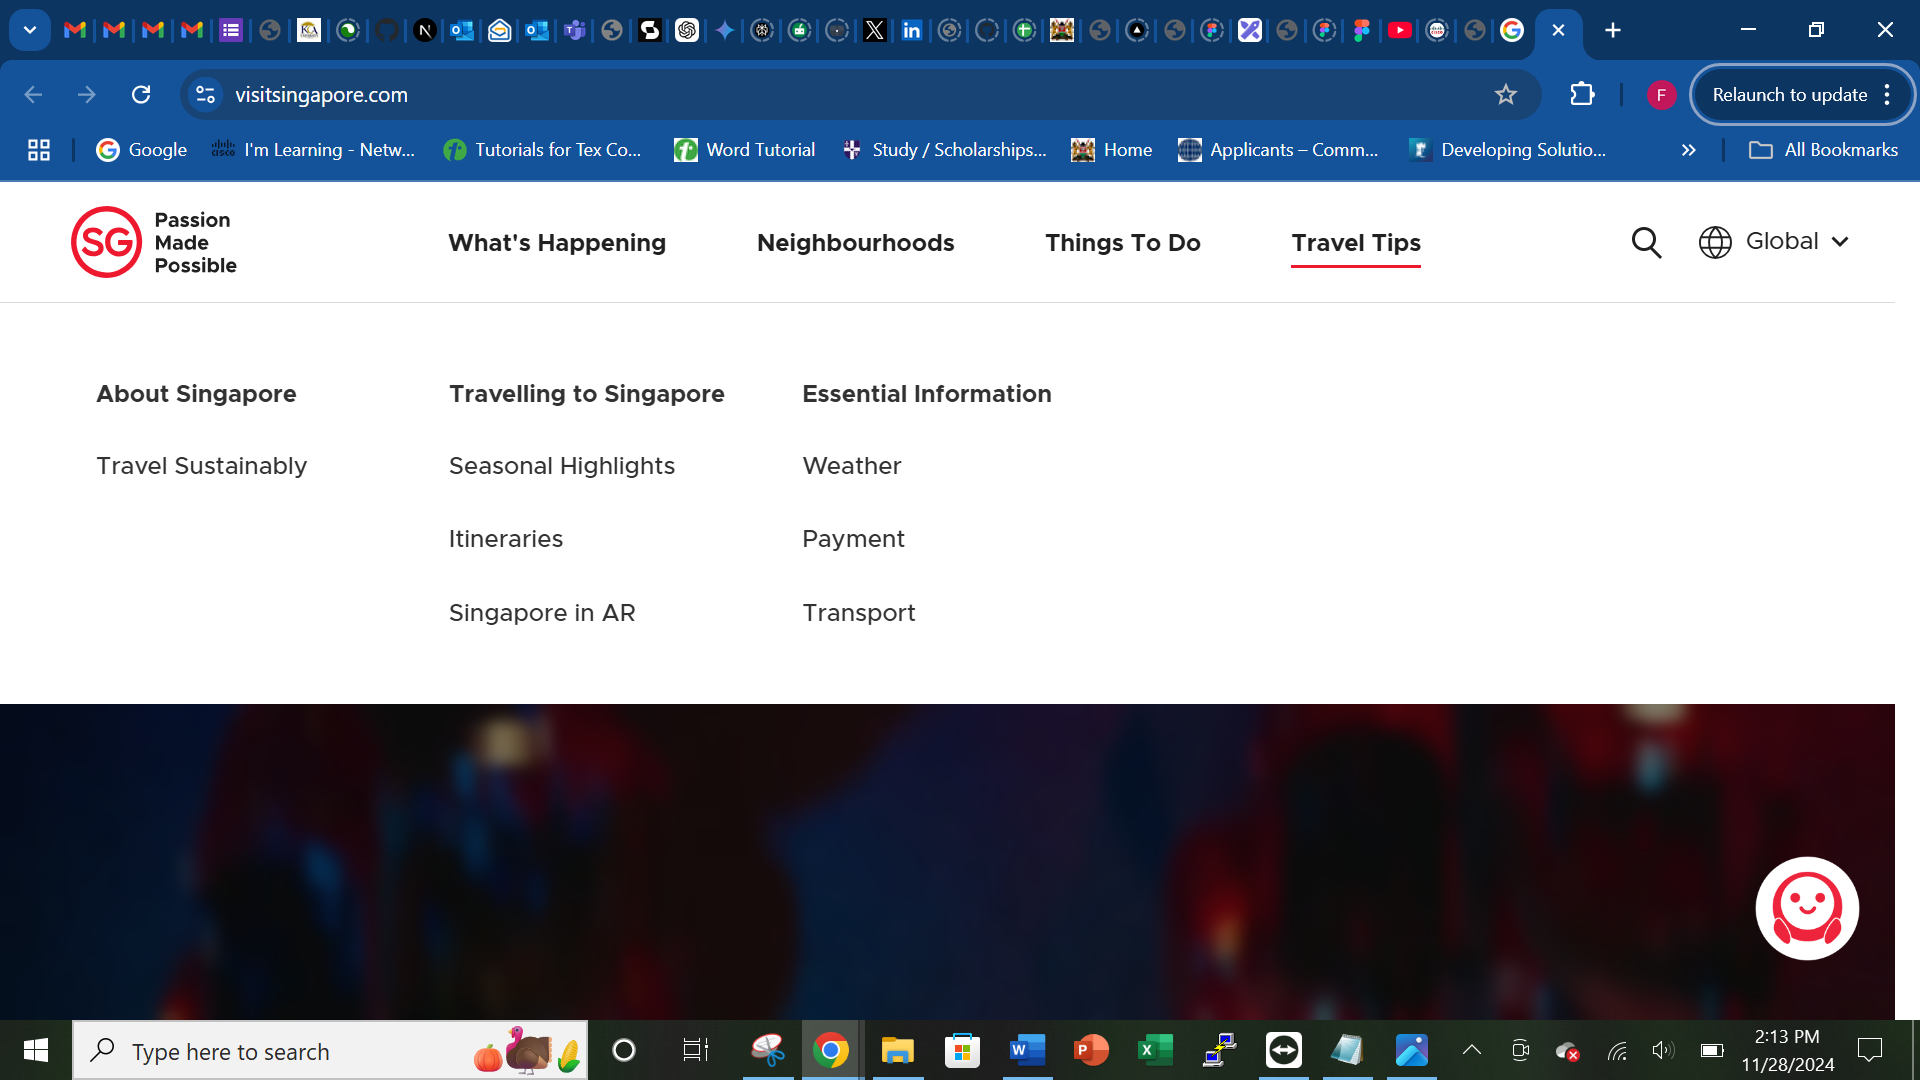 visitsingapore.com
F
Relaunch to update
Google
I'm Learning - Netw...
Tutorials for Tex Co...
Word Tutorial
Study / Scholarships...
Home
Applicants – Comm...
Developing Solutio...
All Bookmarks
SG
Passion
Made
Possible
What's Happening
Neighbourhoods
Things To Do
Travel Tips
Global
About Singapore
Travelling to Singapore
Essential Information
Travel Sustainably
Seasonal Highlights
Weather
Itineraries
Payment
Singapore in AR
Transport
Type here to search
2:13 PM
11/28/2024